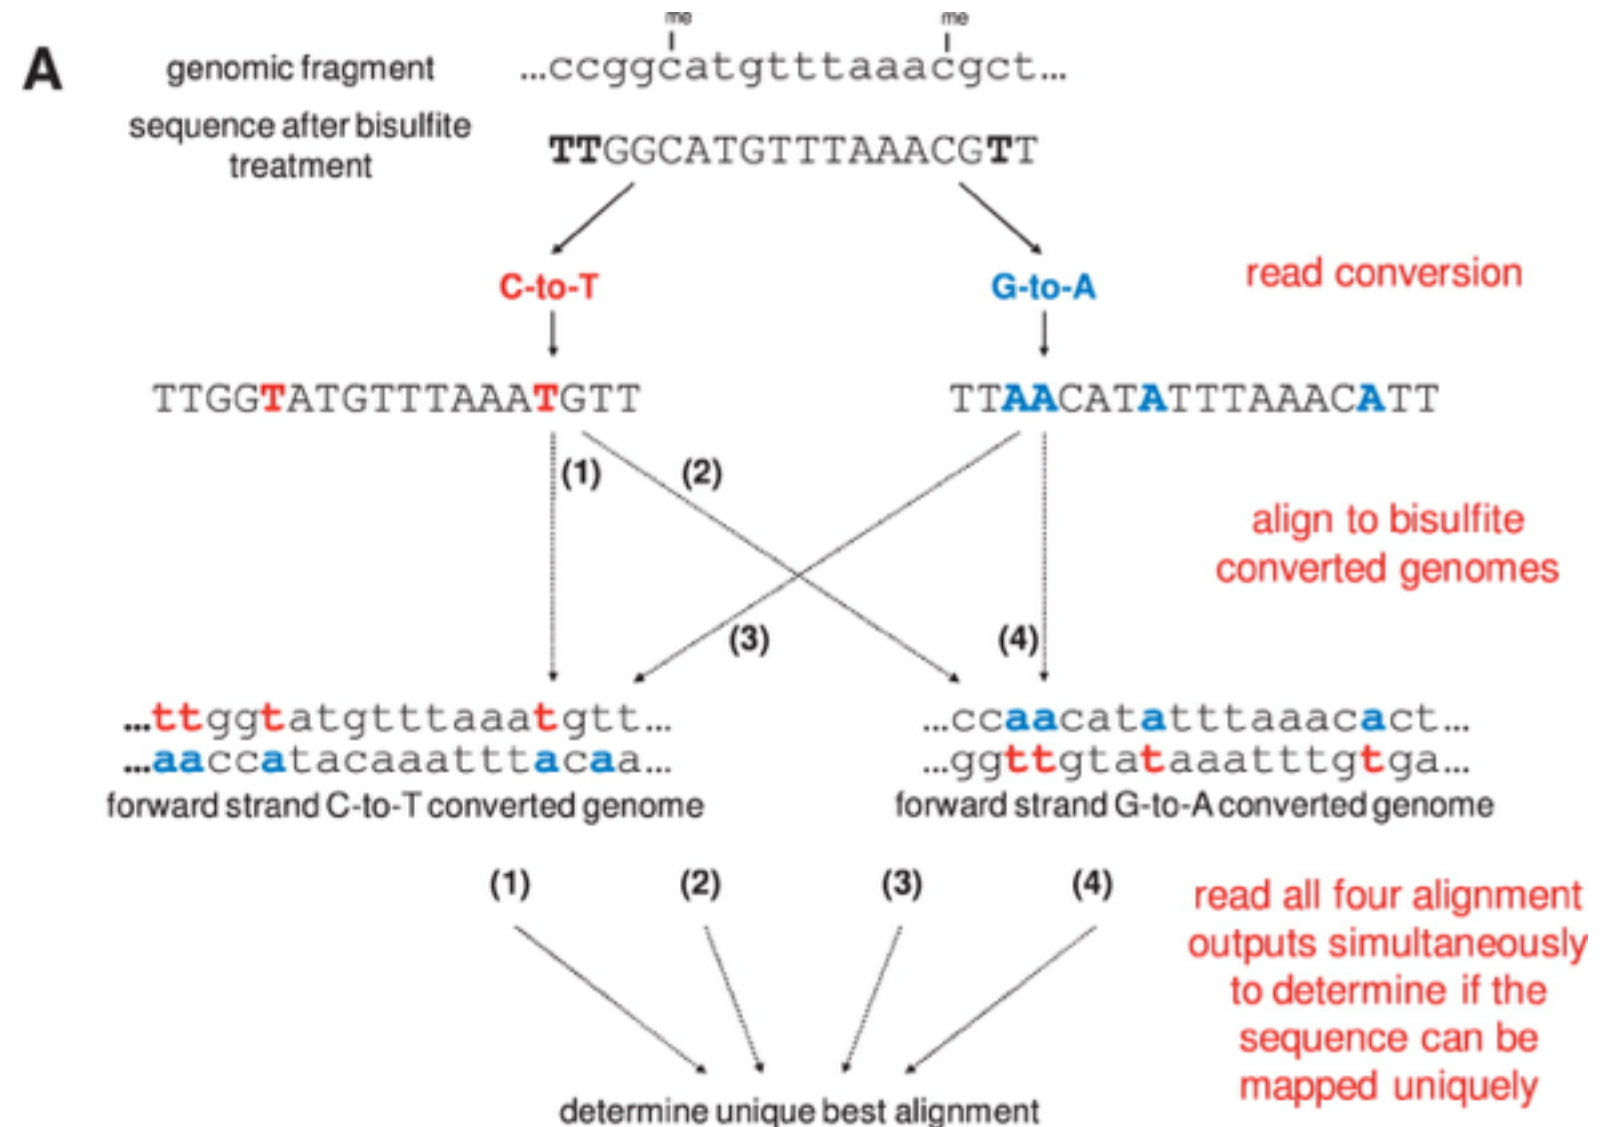 me me
A genomic fragment ...ccggcatgtttaaacgct...
sequence after bisulfite
treatment
TTGGCATGTTTAAACGTT
C-to-T G-to-A read conversion
TTGGTATGTTTAAATGTT TTAACATATTTAAACATT
(1) (2)
align to bisulfite
converted genomes
(3) (4)
...ttggtatgtttaaatgtt... ...ccaacatatttaaacact...
...aaccatacaaatttacaa... ...ggttgtataaatttgtga...
forward strand C-to-T converted genome forward strand G-to-A converted genome
(1) (2) (3) (4)
read all four alignment
outputs simultaneously
to determine if the
sequence can be
mapped uniquely
determine unique best alignment